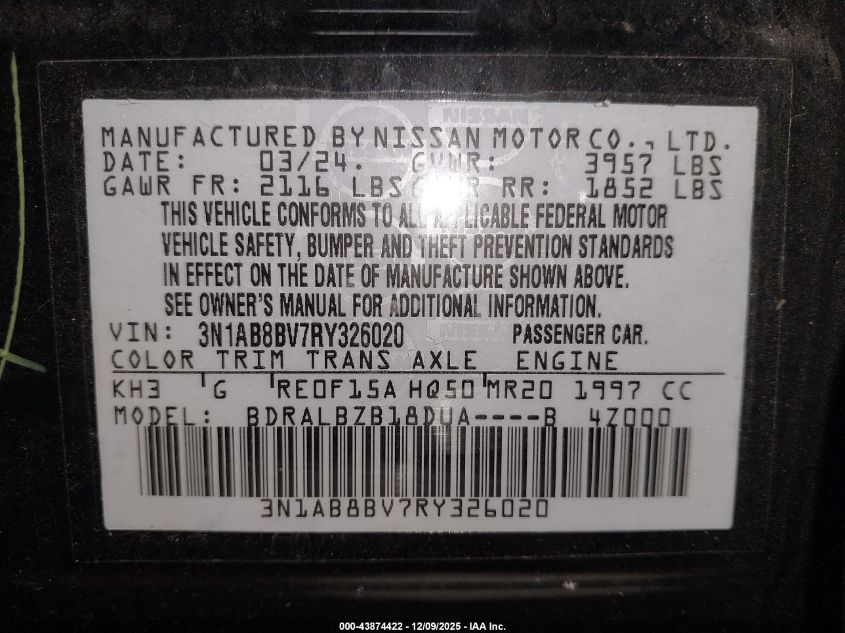 NISSAN
MANUFACTURED BY NISSAN MOTOR CO., LTD.
DATE: 03/24. GVWR: 3957 LBS
GAWR FR: 2116 LBS RR: 1852 LBS
THIS VEHICLE CONFORMS TO ALL APPLICABLE FEDERAL MOTOR
VEHICLE SAFETY, BUMPER AND THEFT PREVENTION STANDARDS
IN EFFECT ON THE DATE OF MANUFACTURE SHOWN ABOVE.
SEE OWNER'S MANUAL FOR ADDITIONAL INFORMATION.
VIN: 3N1AB8BV7RY326020 PASSENGER CAR.
COLOR TRIM TRANS AXLE ENGINE
KH3 G RE0F15A HQ50 MR20 1997 CC
MODEL: BDRALBZB18DUA----B 4Z000
3N1AB8BV7RY326020
000-43874422 - 12/09/2025 - IAA Inc.